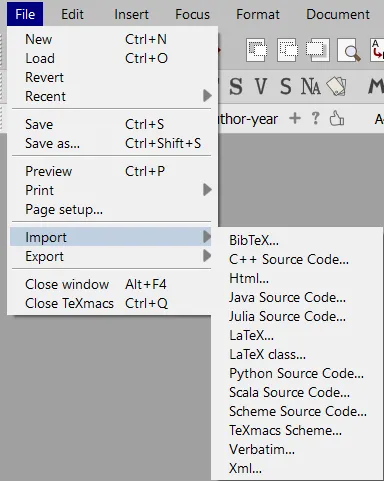 File Edit Insert Focus Format Document
New Ctrl+N
Load Ctrl+O
Revert
Recent
S V S NA
Save Ctrl+S
Save as... Ctrl+Shift+S
thor-year + ?
Preview Ctrl+P
Print
Page setup...
Import
Export
Close window Alt+F4
Close TeXmacs Ctrl+Q
BibTeX...
C++ Source Code...
Html...
Java Source Code...
Julia Source Code...
LaTeX...
LaTeX class...
Python Source Code...
Scala Source Code...
Scheme Source Code...
TeXmacs Scheme...
Verbatim...
Xml...